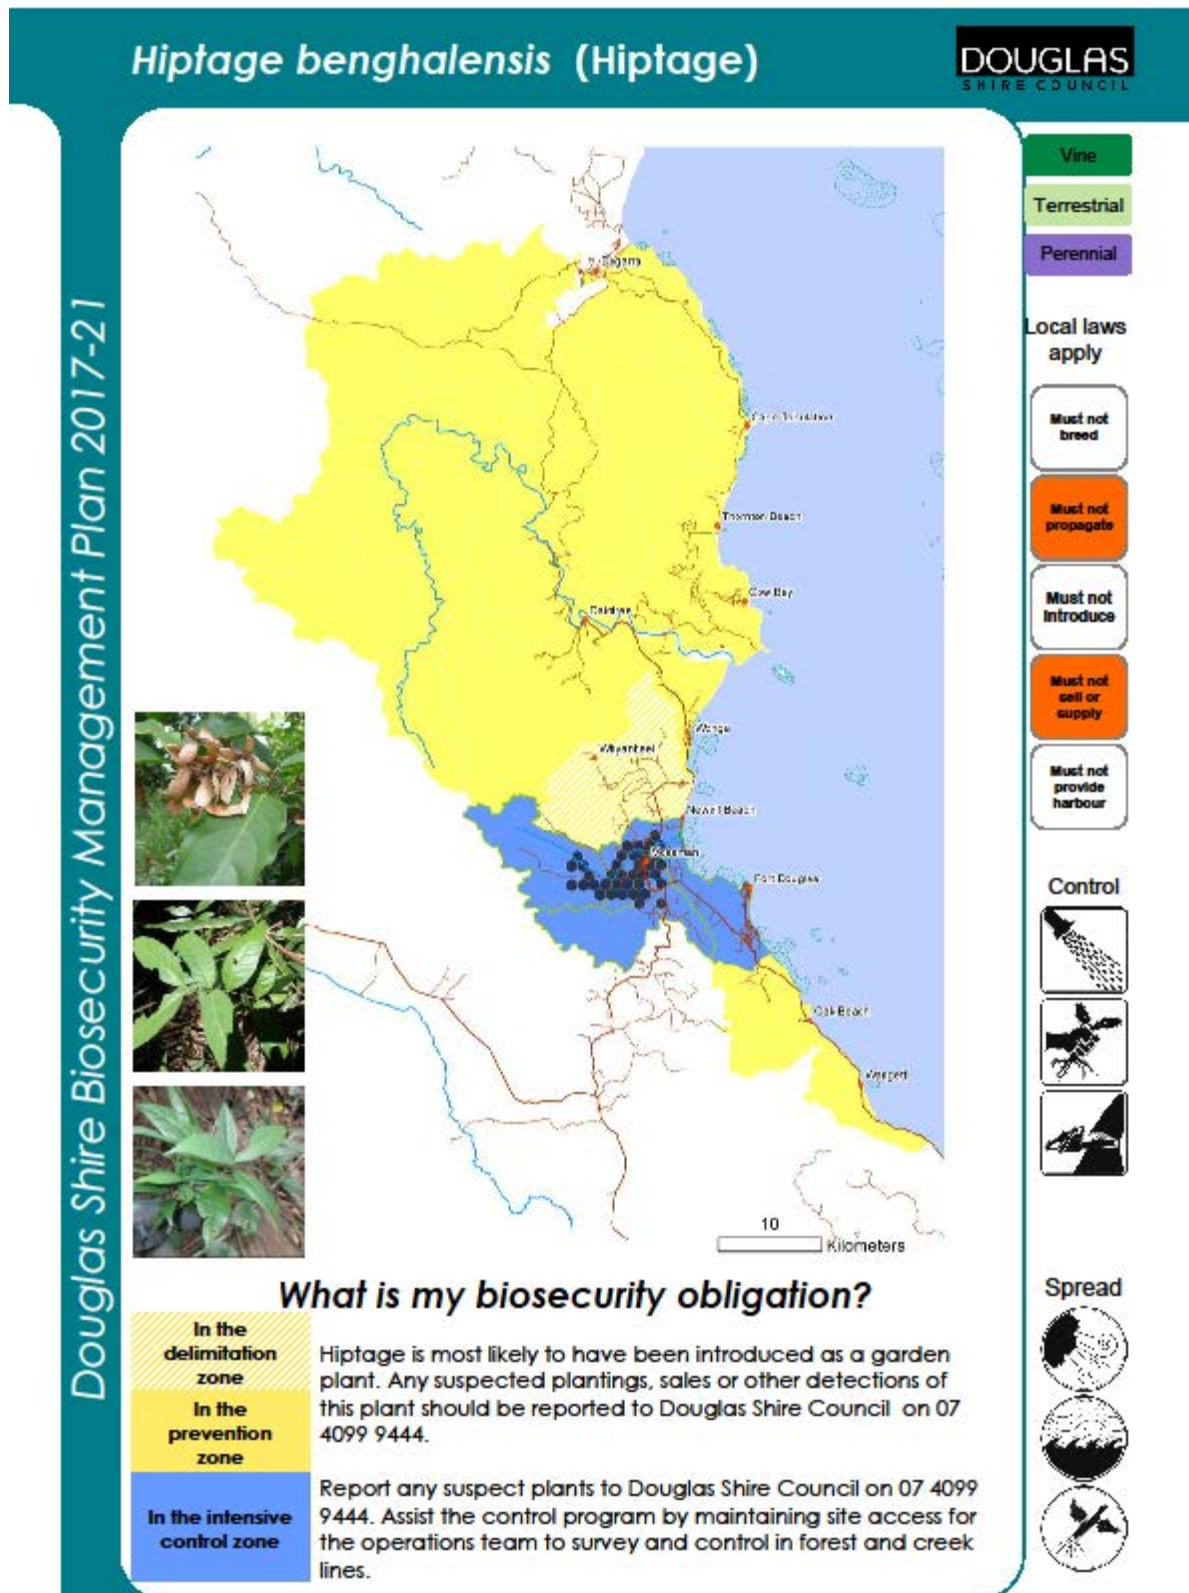 Hiptage benghalensis (Hiptage)
DOUGLAS
SHIRE COUNCIL
Douglas Shire Biosecurity Management Plan 2017-21
Vine
Terrestrial
Perennial
Local laws
apply
Must not
breed
Must not
propagate
Must not
introduce
Must not
sell or
supply
Must not
provide
harbour
Control
Spread
Thornton Beach
Cow Bay
Daintree
Wonga
Whyanbeel
Newell Beach
Mossman
Port Douglas
Oak Beach
Wangetti
10
Kilometers
What is my biosecurity obligation?
In the
delimitation
zone
In the
prevention
zone
Hiptage is most likely to have been introduced as a garden
plant. Any suspected plantings, sales or other detections of
this plant should be reported to Douglas Shire Council on 07
4099 9444.
In the intensive
control zone
Report any suspect plants to Douglas Shire Council on 07 4099
9444. Assist the control program by maintaining site access for
the operations team to survey and control in forest and creek
lines.